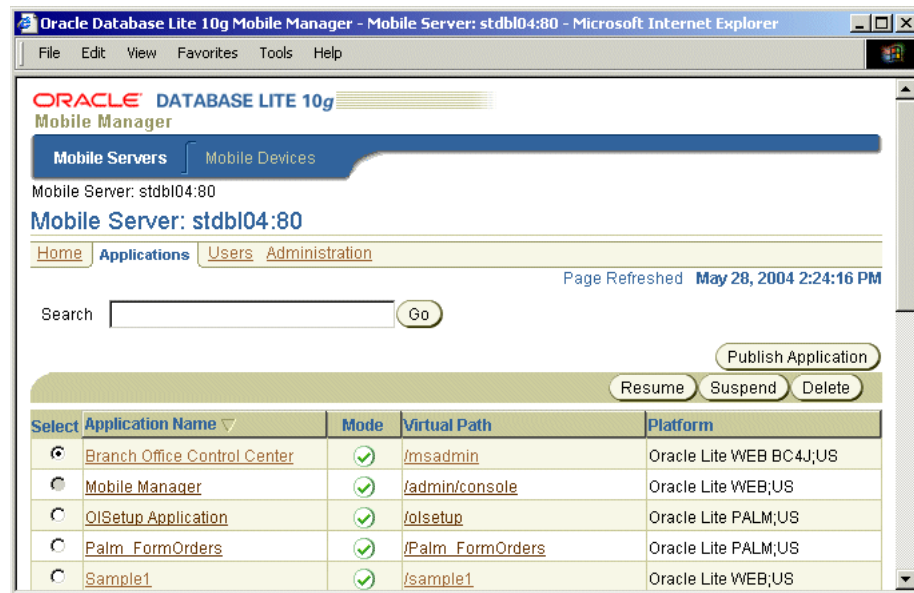 Oracle Database Lite 10g Mobile Manager - Mobile Server: stdbl04:80 - Microsoft Internet Explorer
File Edit View Favorites Tools Help
ORACLE DATABASE LITE 10g
Mobile Manager
Mobile Servers Mobile Devices
Mobile Server: stdbl04:80
Mobile Server: stdbl04:80
Home Applications Users Administration
Page Refreshed May 28, 2004 2:24:16 PM
Search Go
Publish Application
Resume Suspend Delete
Select Application Name Mode Virtual Path Platform
Branch Office Control Center /msadmin Oracle Lite WEB BC4J;US
Mobile Manager /admin/console Oracle Lite WEB;US
OlSetup Application /olsetup Oracle Lite PALM;US
Palm_FormOrders /Palm_FormOrders Oracle Lite PALM;US
Sample1 /sample1 Oracle Lite WEB;US